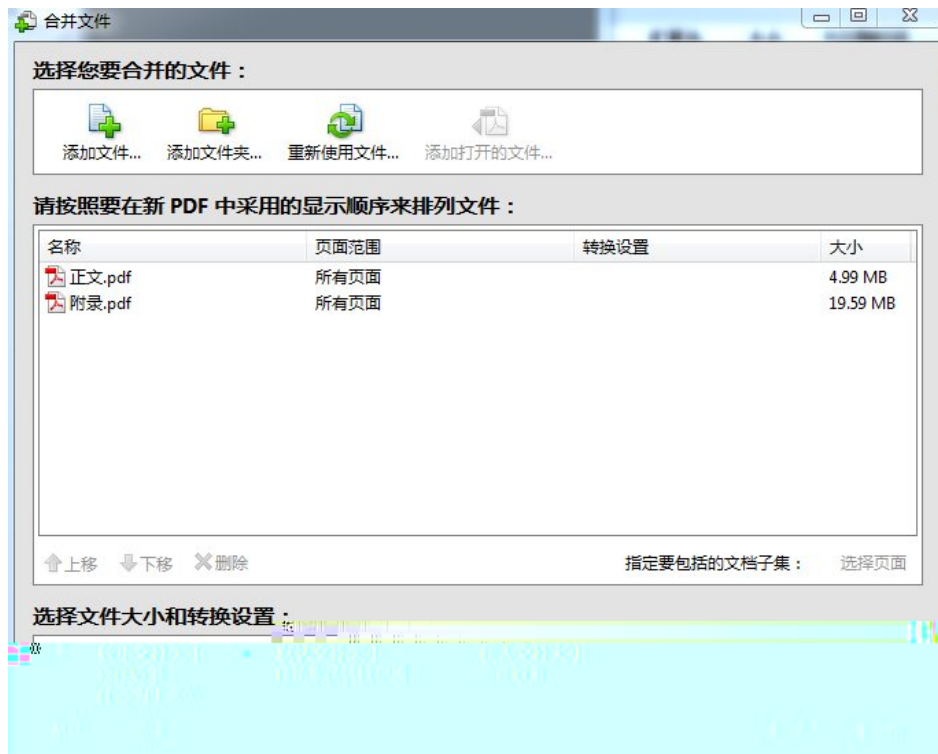 合并文件
选择您要合并的文件：
添加文件... 添加文件夹... 重新使用文件... 添加打开的文件...
请按照要在新 PDF 中采用的显示顺序来排列文件：
名称 页面范围 转换设置 大小
正文.pdf 所有页面 4.99 MB
附录.pdf 所有页面 19.59 MB
上移 下移 删除 指定要包括的文档子集： 选择页面
选择文件大小和转换设置：